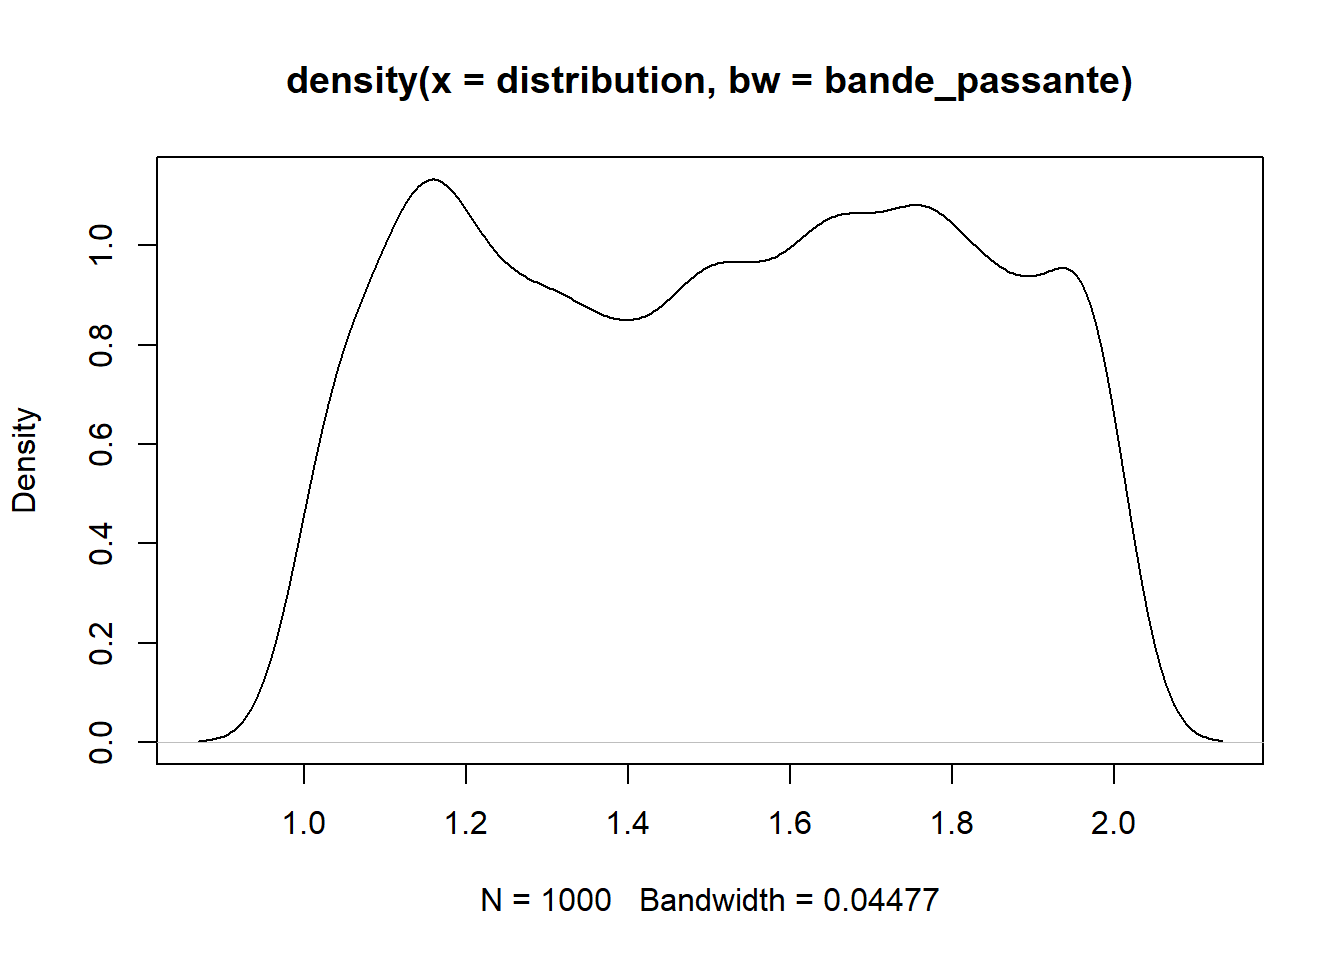 density(x = distribution, bw = bande_passante)
Density
1.0
0.8
0.6
0.4
0.2
0.0
1.0 1.2 1.4 1.6 1.8 2.0
N = 1000 Bandwidth = 0.04477